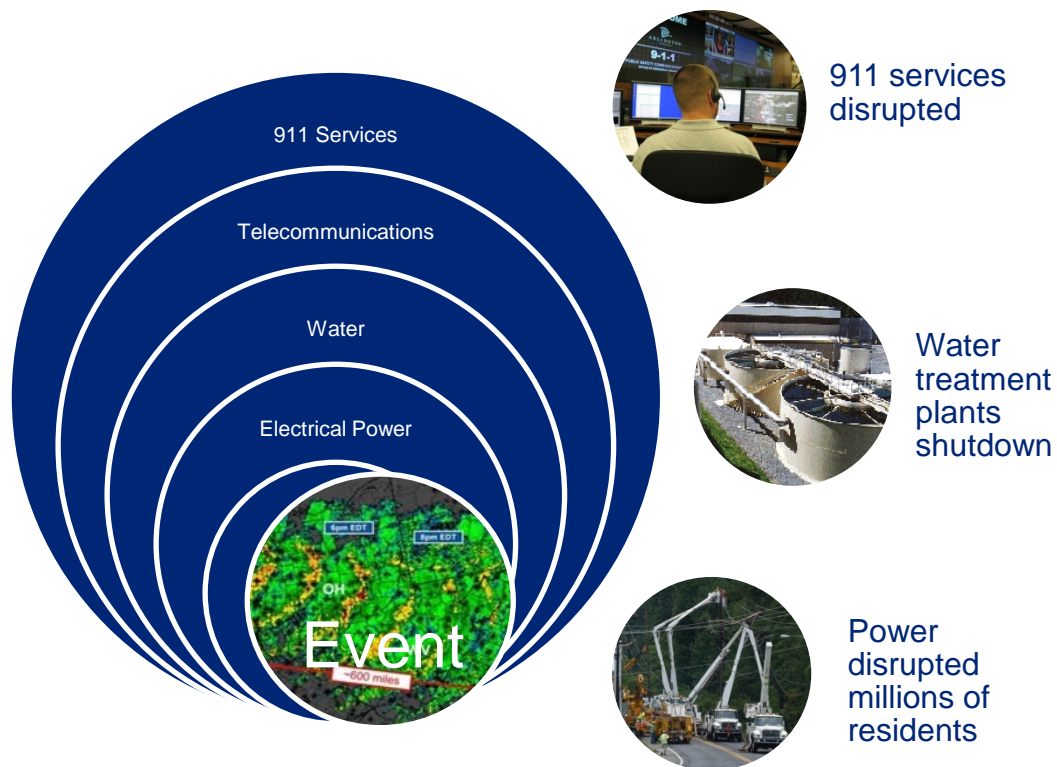 911 Services
Telecommunications
Water
Electrical Power
6pm EDT
8pm EDT
OH
Event
~600 miles
ARLINGTON
9-1-1
911 services
disrupted
Water
treatment
plants
shutdown
Power
disrupted
millions of
residents